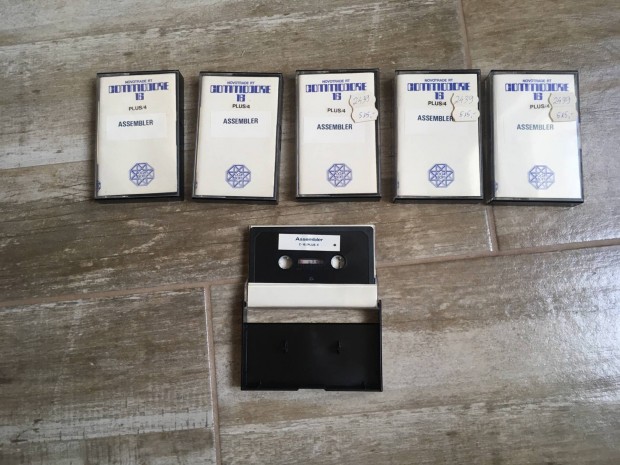 NOVOTRADE RT
COMMODORE
16
PLUS/4
ASSEMBLER
NOVOTRADE RT
COMMODORE
16
PLUS/4
ASSEMBLER
NOVOTRADE RT
COMMODORE
16
PLUS/4
ASSEMBLER
NOVOTRADE RT
COMMODORE
16
PLUS/4
ASSEMBLER
NOVOTRADE RT
COMMODORE
16
PLUS/4
ASSEMBLER
Assembler